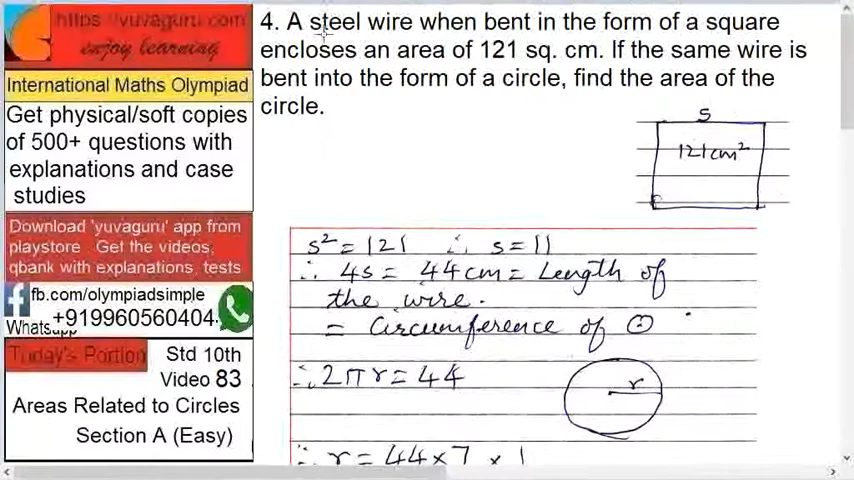 https //yuvaguru.com
enjoy learning
International Maths Olympiad
Get physical/soft copies
of 500+ questions with
explanations and case
studies
Download 'yuvaguru' app from
playstore. Get the videos,
qbank with explanations, tests
fb.com/olympiadsimple
+919960560404
Whatsapp
Today's Portion
Std 10th
Video 83
Areas Related to Circles
Section A (Easy)
4. A steel wire when bent in the form of a square
encloses an area of 121 sq. cm. If the same wire is
bent into the form of a circle, find the area of the
circle.
s
121cm²
s² = 121 ∴ s = 11
∴ 4s = 44cm = Length of
the wire.
= Circumference of ⊙
∴ 2πr = 44
r
∴ r = 44 × 7 × 1